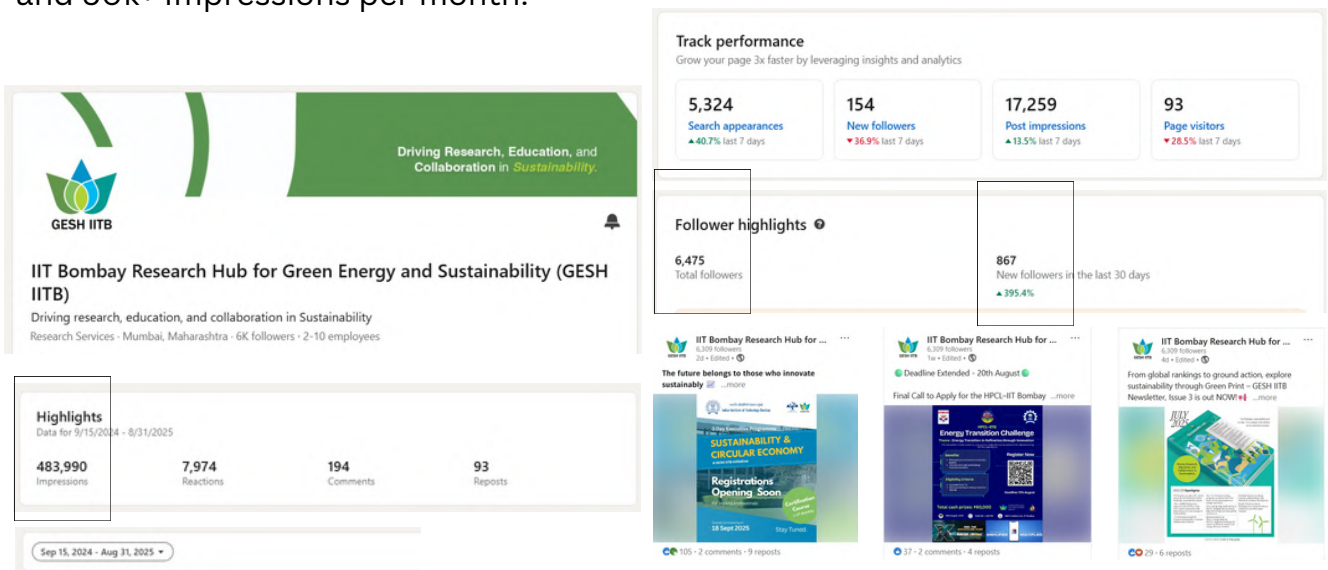 Driving Research, Education, and
Collaboration in Sustainability.
GESH IITB
IIT Bombay Research Hub for Green Energy and Sustainability (GESH
IITB)
Driving research, education, and collaboration in Sustainability
Research Services · Mumbai, Maharashtra · 6K followers · 2-10 employees
Highlights
Data for 9/15/2024 - 8/31/2025
483,990 7,974 194 93
Impressions Reactions Comments Reposts
Sep 15, 2024 - Aug 31, 2025
Track performance
Grow your page 3x faster by leveraging insights and analytics
5,324 154 17,259 93
Search appearances New followers Post impressions Page visitors
▲40.7% last 7 days ▼36.9% last 7 days ▲13.5% last 7 days ▼28.5% last 7 days
Follower highlights
6,475 867
Total followers New followers in the last 30 days
▲395.4%
IIT Bombay Research Hub for ...
6,309 followers
2d • Edited •
The future belongs to those who innovate
sustainably ...more
SUSTAINABILITY &
CIRCULAR ECONOMY
Registrations
Opening Soon
Certification
Course
18 Sept 2025
Stay Tuned.
105 · 2 comments · 9 reposts
IIT Bombay Research Hub for ...
6,309 followers
1w • Edited •
Deadline Extended - 20th August
Final Call to Apply for the HPCL–IIT Bombay ...more
Energy Transition Challenge
Register Now
37 · 2 comments · 4 reposts
IIT Bombay Research Hub for ...
6,309 followers
4d • Edited •
From global rankings to ground action, explore
sustainability through Green Print – GESH IITB
Newsletter, Issue 3 is out NOW! ...more
JULY
2025
29 · 6 reposts